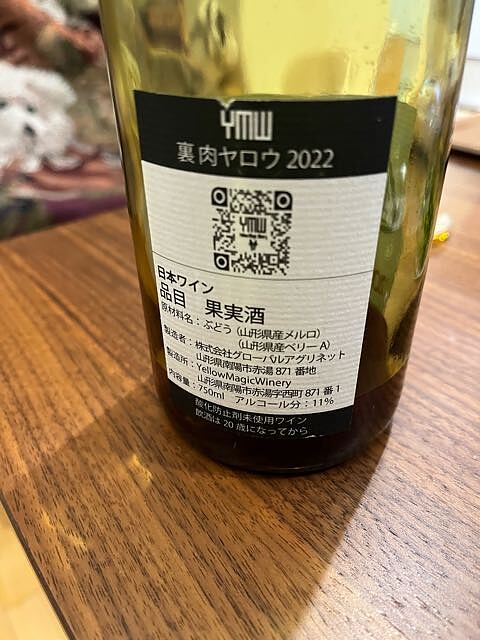 YMW
裏肉ヤロウ 2022
日本ワイン
品目 果実酒
原材料名：ぶどう（山形県産メルロ）
（山形県産ベリーA）
製造者：株式会社グローバルアグリネット
山形県南陽市赤湯 871 番地
製造所：YellowMagicWinery
山形県南陽市赤湯字西町 871 番 1
内容量：750ml アルコール分：11%
酸化防止剤未使用ワイン
飲酒は 20 歳になってから